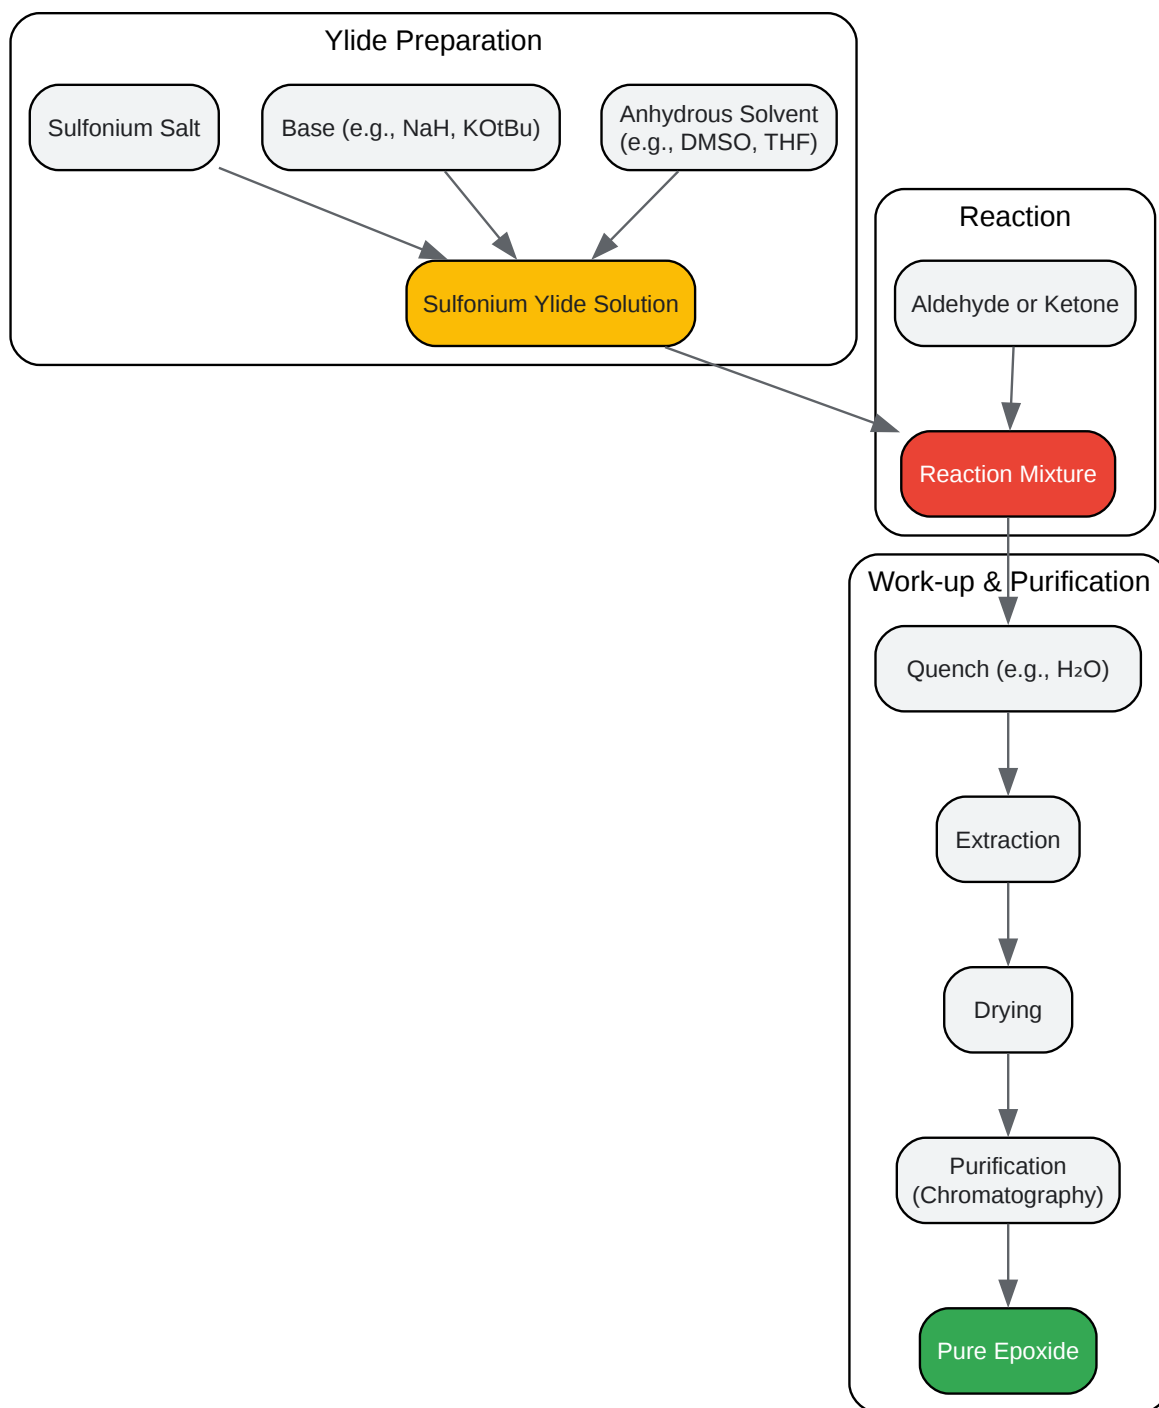 Ylide Preparation
Sulfonium Salt
Base (e.g., NaH, KOtBu)
Anhydrous Solvent
(e.g., DMSO, THF)
Sulfonium Ylide Solution
Reaction
Aldehyde or Ketone
Reaction Mixture
Work-up & Purification
Quench (e.g., H₂O)
Extraction
Drying
Purification
(Chromatography)
Pure Epoxide